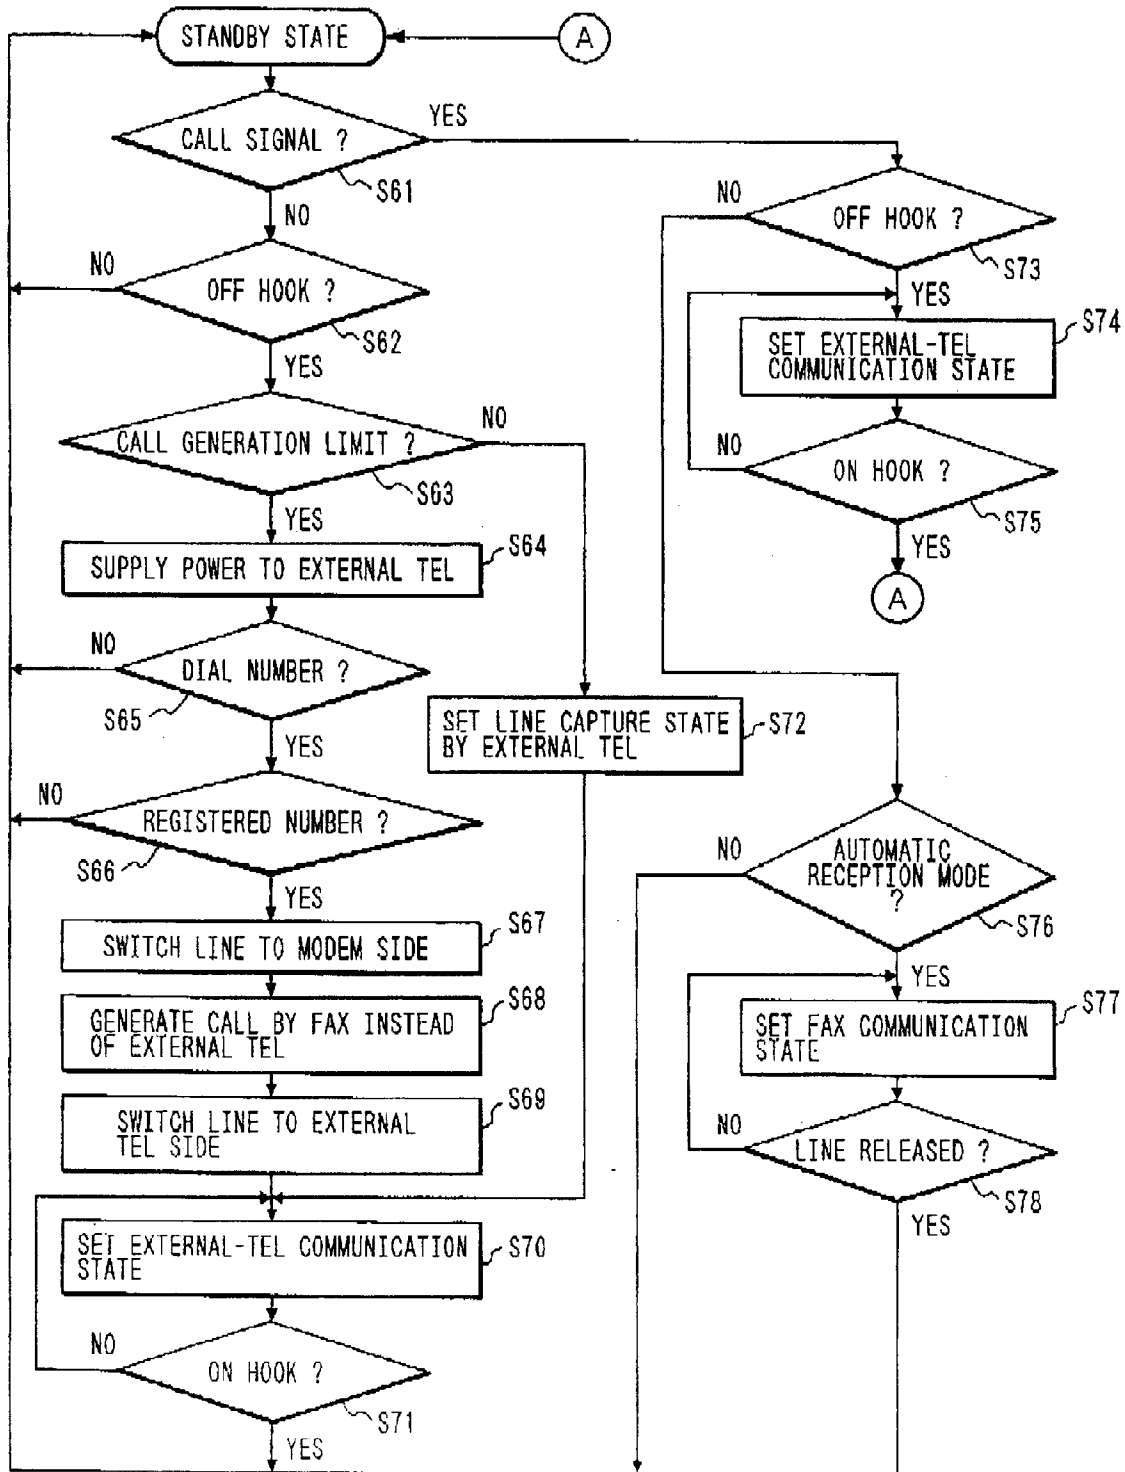 STANDBY STATE
A
CALL SIGNAL ?
YES
S61
NO
OFF HOOK ?
NO
S62
YES
CALL GENERATION LIMIT ?
NO
S63
YES
SUPPLY POWER TO EXTERNAL TEL
S64
DIAL NUMBER ?
NO
S65
YES
REGISTERED NUMBER ?
NO
S66
YES
SWITCH LINE TO MODEM SIDE
S67
GENERATE CALL BY FAX INSTEAD
OF EXTERNAL TEL
S68
SWITCH LINE TO EXTERNAL
TEL SIDE
S69
SET EXTERNAL-TEL COMMUNICATION
STATE
S70
NO
ON HOOK ?
S71
YES
SET LINE CAPTURE STATE
BY EXTERNAL TEL
S72
NO
OFF HOOK ?
S73
YES
SET EXTERNAL-TEL
COMMUNICATION STATE
S74
NO
ON HOOK ?
S75
YES
A
NO
AUTOMATIC
RECEPTION MODE
?
S76
YES
SET FAX COMMUNICATION
STATE
S77
NO
LINE RELEASED ?
S78
YES